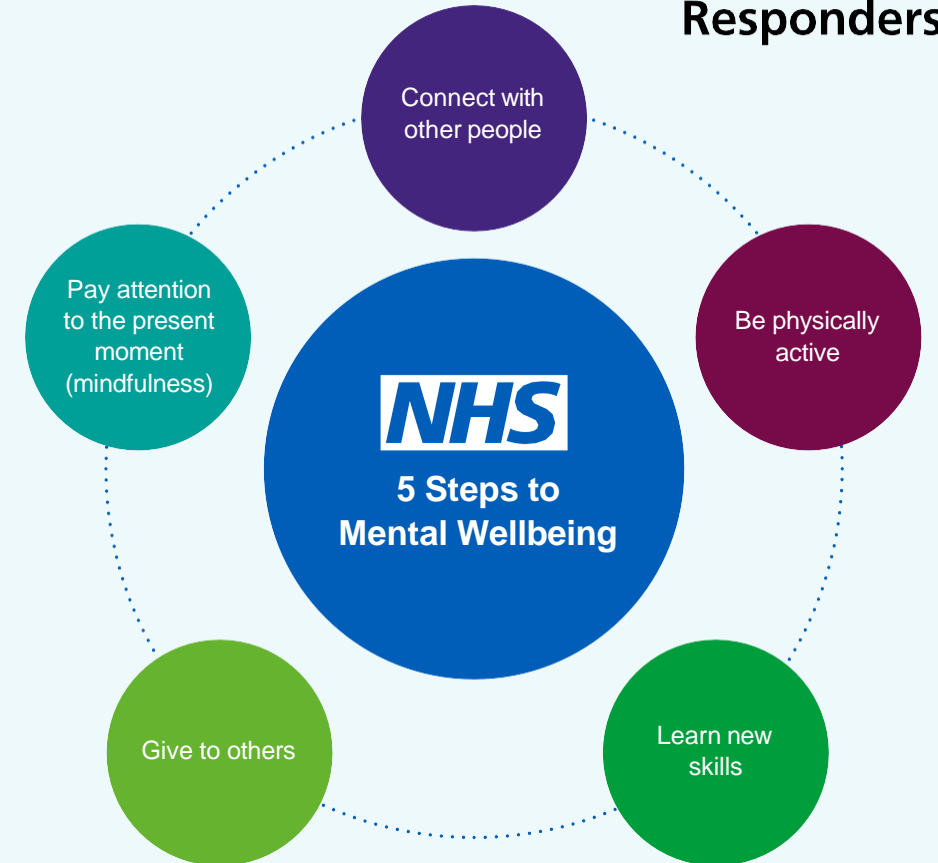 Responders
Connect with
other people
Be physically
active
Learn new
skills
Give to others
Pay attention
to the present
moment
(mindfulness)
NHS
5 Steps to
Mental Wellbeing